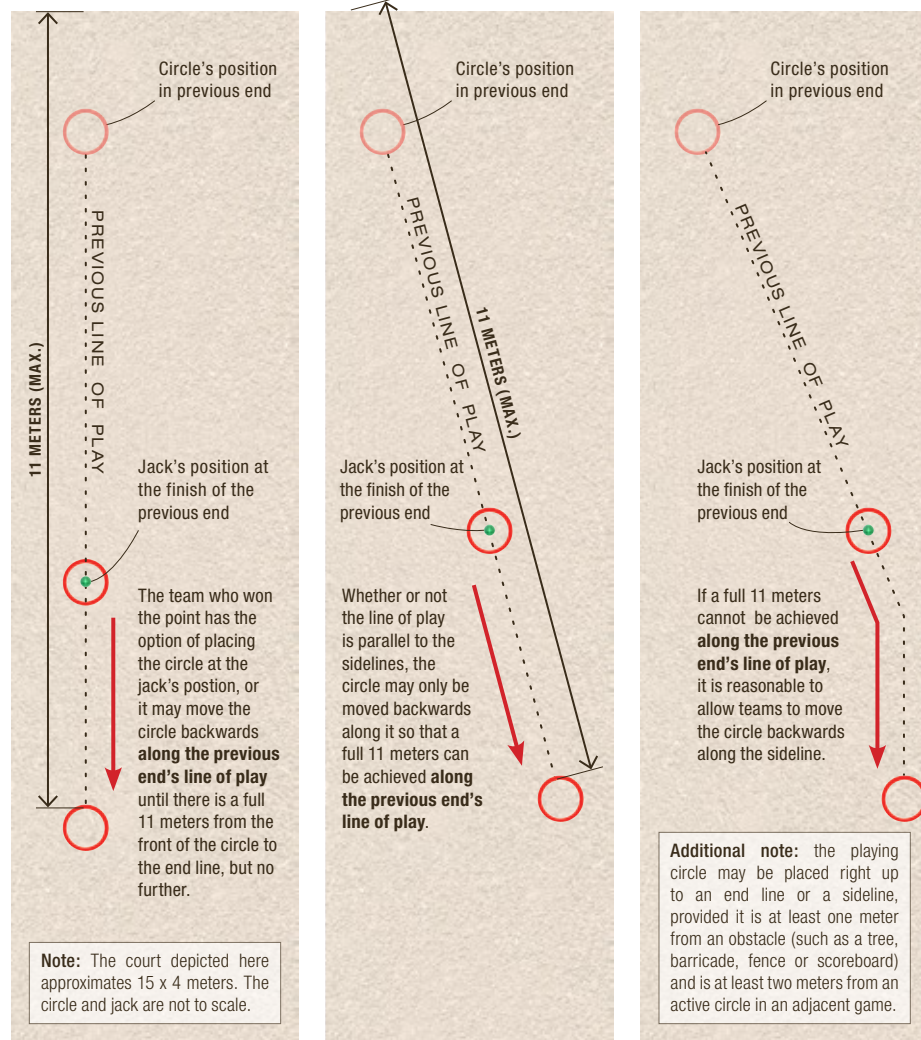 Circle's position
in previous end
PREVIOUS LINE OF PLAY
11 METERS (MAX.)
Jack's position at
the finish of the
previous end
The team who won
the point has the
option of placing
the circle at the
jack's postion, or
it may move the
circle backwards
along the previous
end's line of play
until there is a full
11 meters from the
front of the circle to
the end line, but no
further.
Note: The court depicted here
approximates 15 x 4 meters. The
circle and jack are not to scale.
Circle's position
in previous end
PREVIOUS LINE OF PLAY
11 METERS (MAX.)
Jack's position at
the finish of the
previous end
Whether or not
the line of play
is parallel to the
sidelines, the
circle may only be
moved backwards
along it so that a
full 11 meters can
be achieved along
the previous end's
line of play.
Circle's position
in previous end
PREVIOUS LINE OF PLAY
Jack's position at
the finish of the
previous end
If a full 11 meters
cannot be achieved
along the previous
end's line of play,
it is reasonable to
allow teams to move
the circle backwards
along the sideline.
Additional note: the playing
circle may be placed right up
to an end line or a sideline,
provided it is at least one meter
from an obstacle (such as a tree,
barricade, fence or scoreboard)
and is at least two meters from an
active circle in an adjacent game.